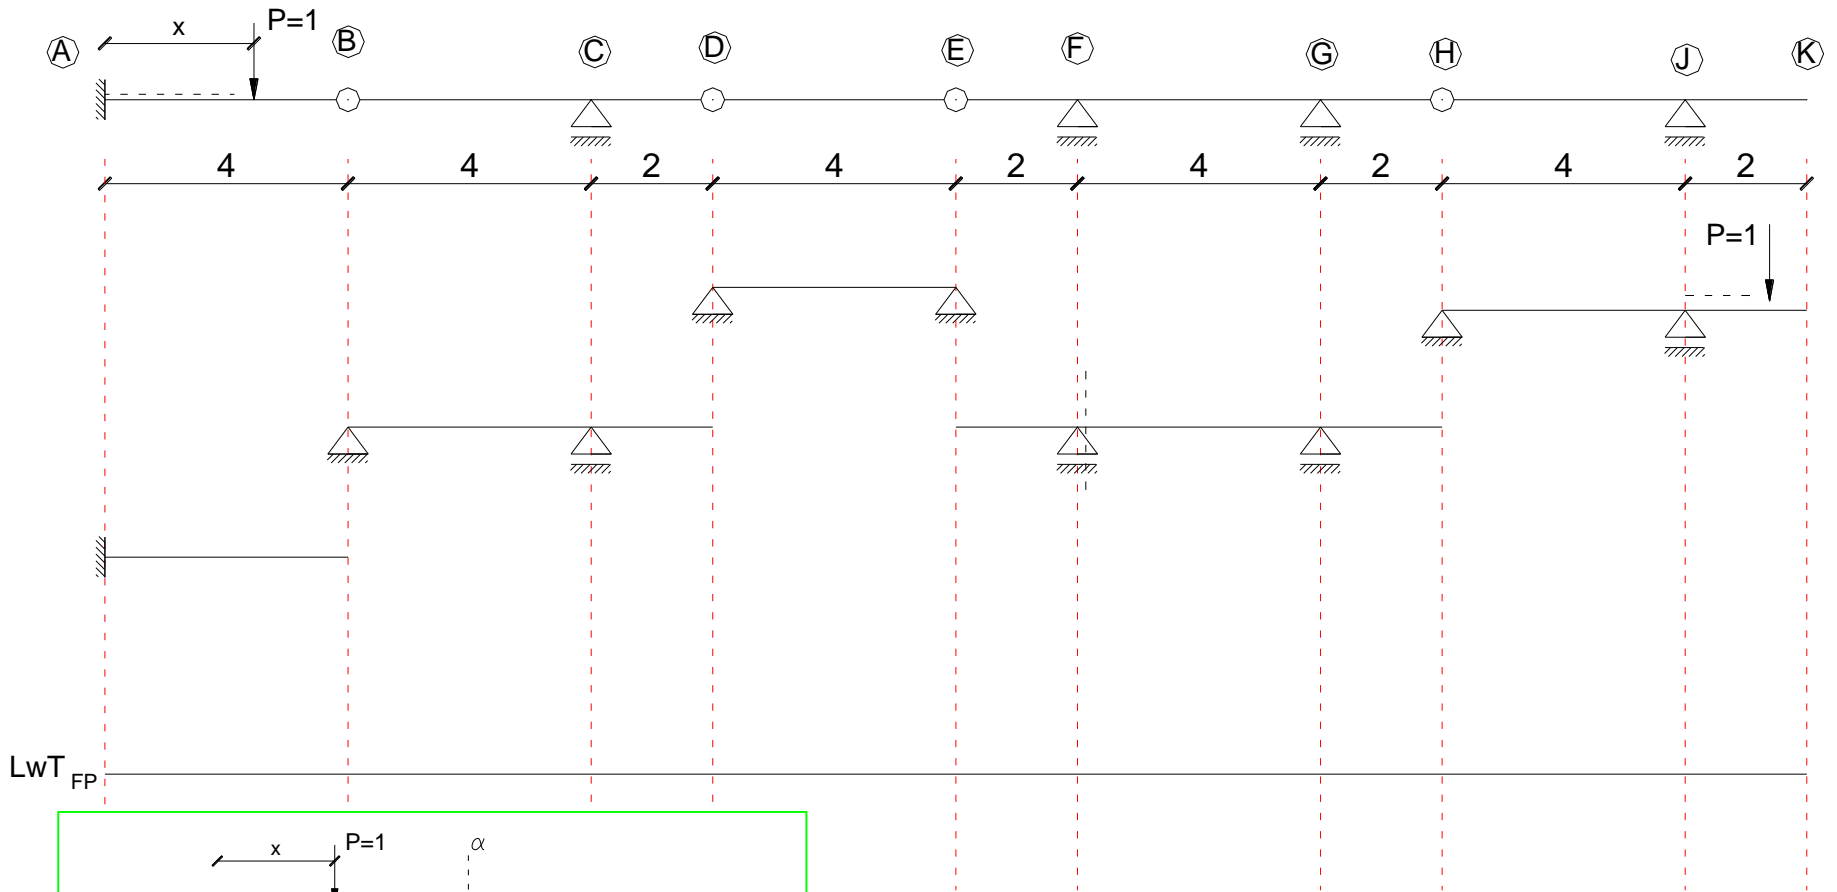 x P=1
A B C D E F G H J K
4 4 2 4 2 4 2 4 2
P=1
LwT FP
x P=1 α